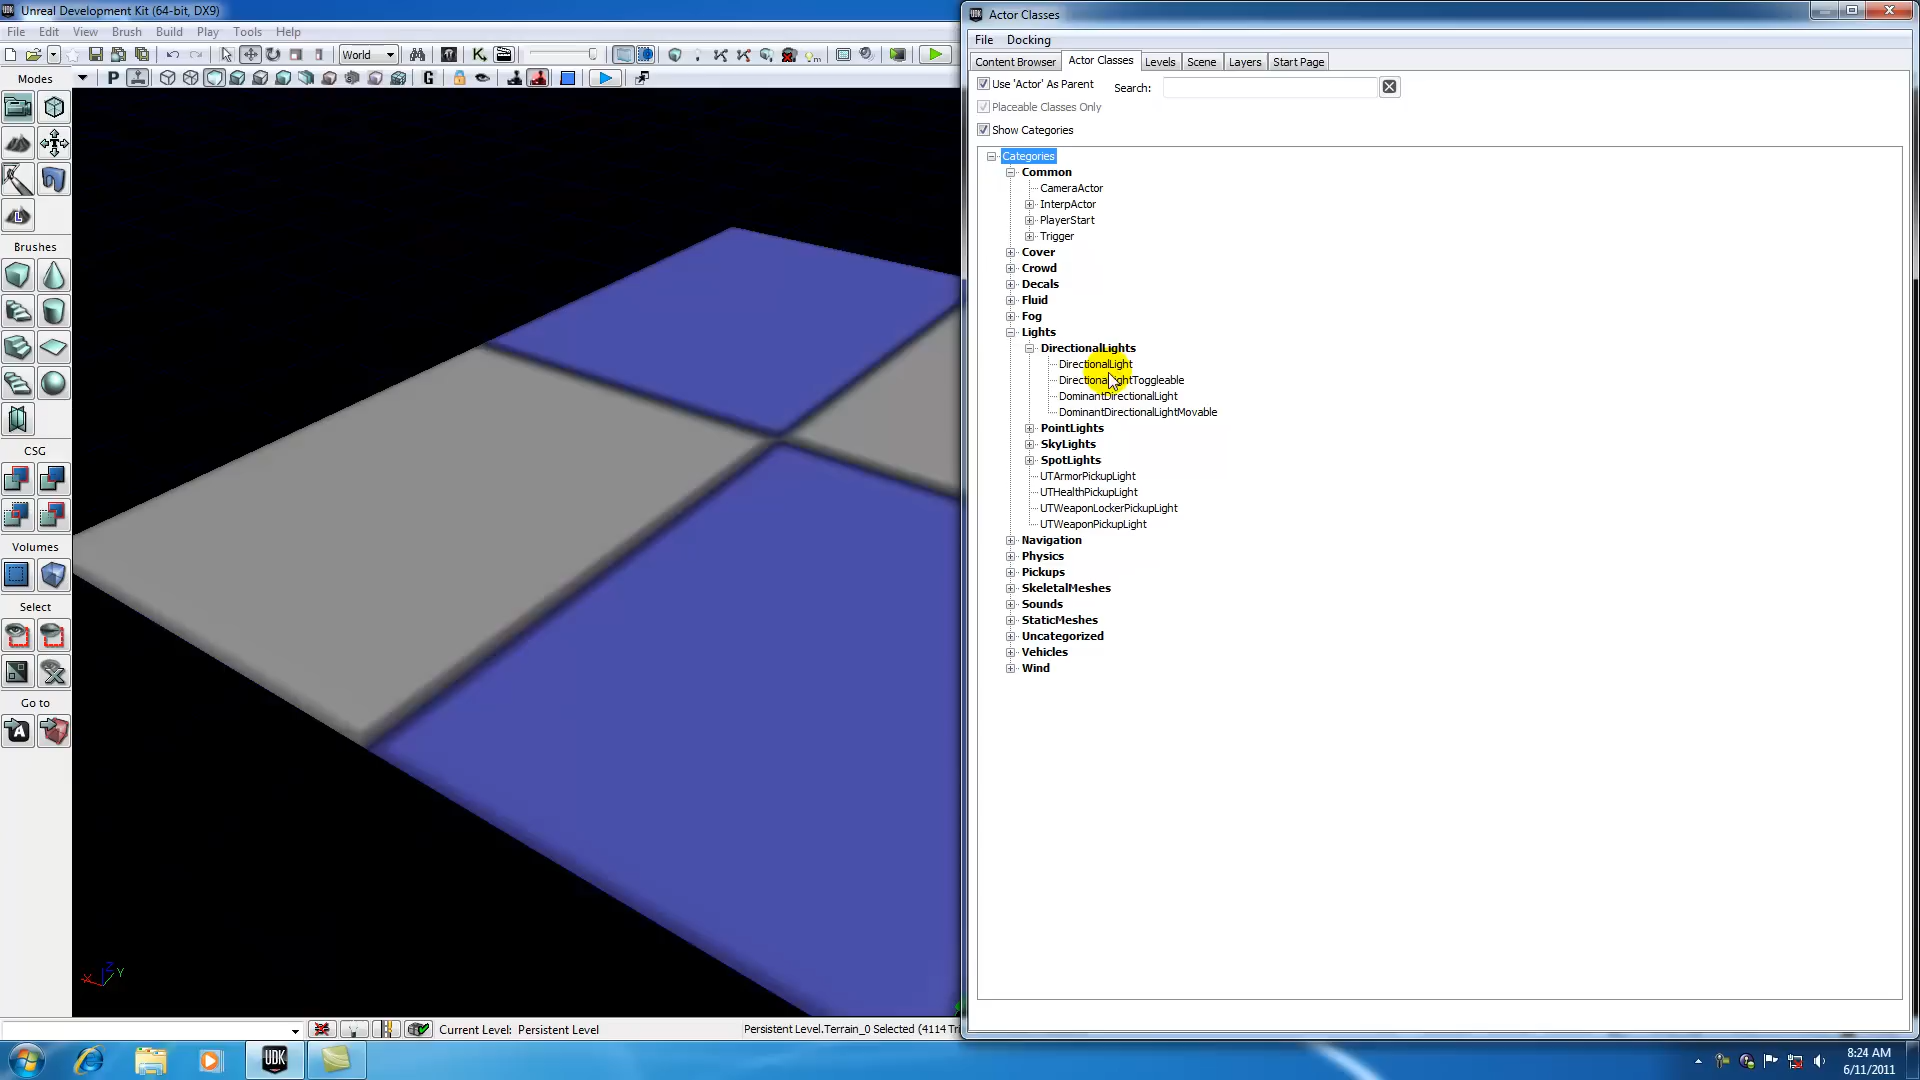 Unreal Development Kit (64-bit, DX9)
File Edit View Brush Build Play Tools Help
World
Modes
P
G
Brushes
CSG
Volumes
Select
Go to
A
X Z Y
Current Level: Persistent Level
Persistent Level.Terrain_0 Selected (4114 Tri
Actor Classes
File Docking
Content Browser Actor Classes Levels Scene Layers Start Page
Use 'Actor' As Parent Search:
Placeable Classes Only
Show Categories
Categories
Common
CameraActor
InterpActor
PlayerStart
Trigger
Cover
Crowd
Decals
Fluid
Fog
Lights
DirectionalLights
DirectionalLight
DirectionalLightToggleable
DominantDirectionalLight
DominantDirectionalLightMovable
PointLights
SkyLights
SpotLights
UTArmorPickupLight
UTHealthPickupLight
UTWeaponLockerPickupLight
UTWeaponPickupLight
Navigation
Physics
Pickups
SkeletalMeshes
Sounds
StaticMeshes
Uncategorized
Vehicles
Wind
UDK
8:24 AM
6/11/2011